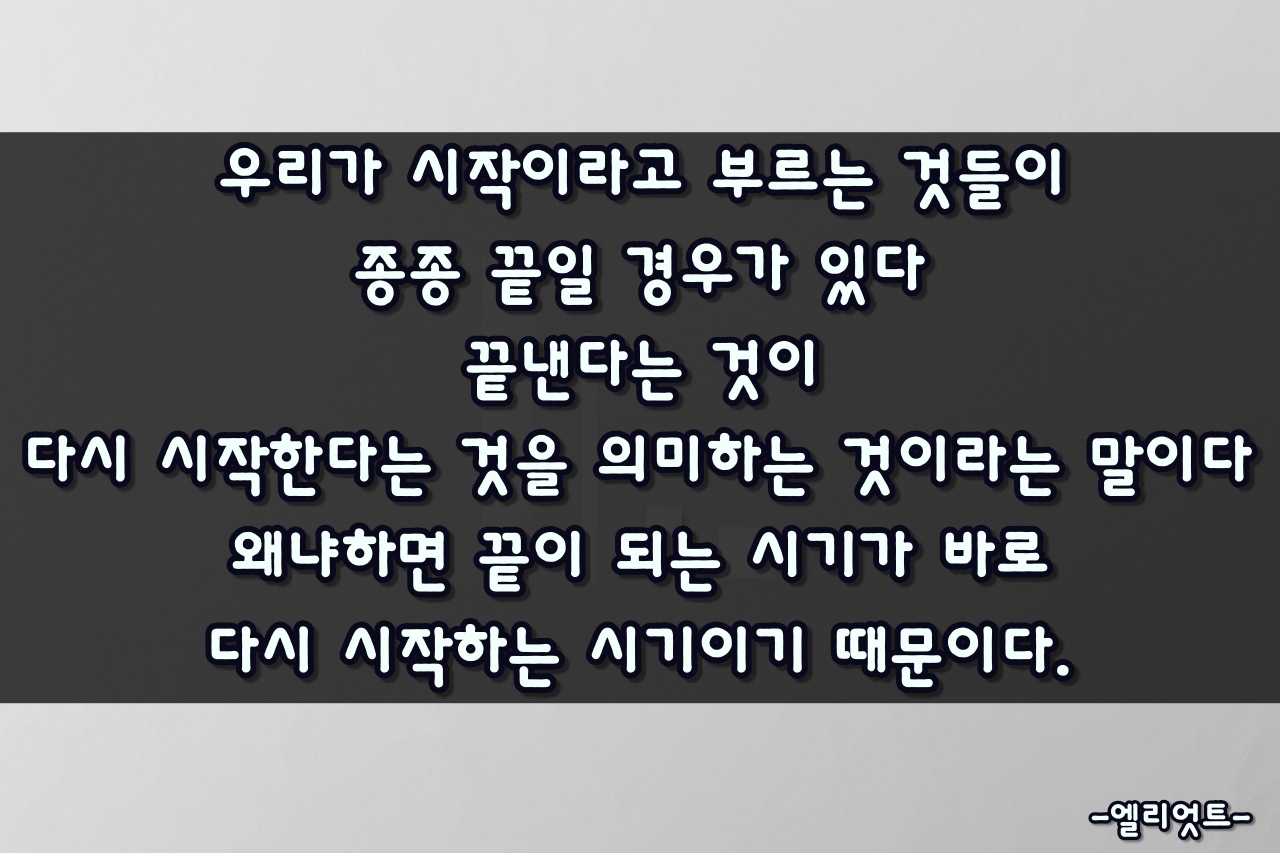 우리가 시작이라고 부르는 것들이
종종 끝일 경우가 있다
끝낸다는 것이
다시 시작한다는 것을 의미하는 것이라는 말이다
왜냐하면 끝이 되는 시기가 바로
다시 시작하는 시기이기 때문이다.
-엘리엇트-